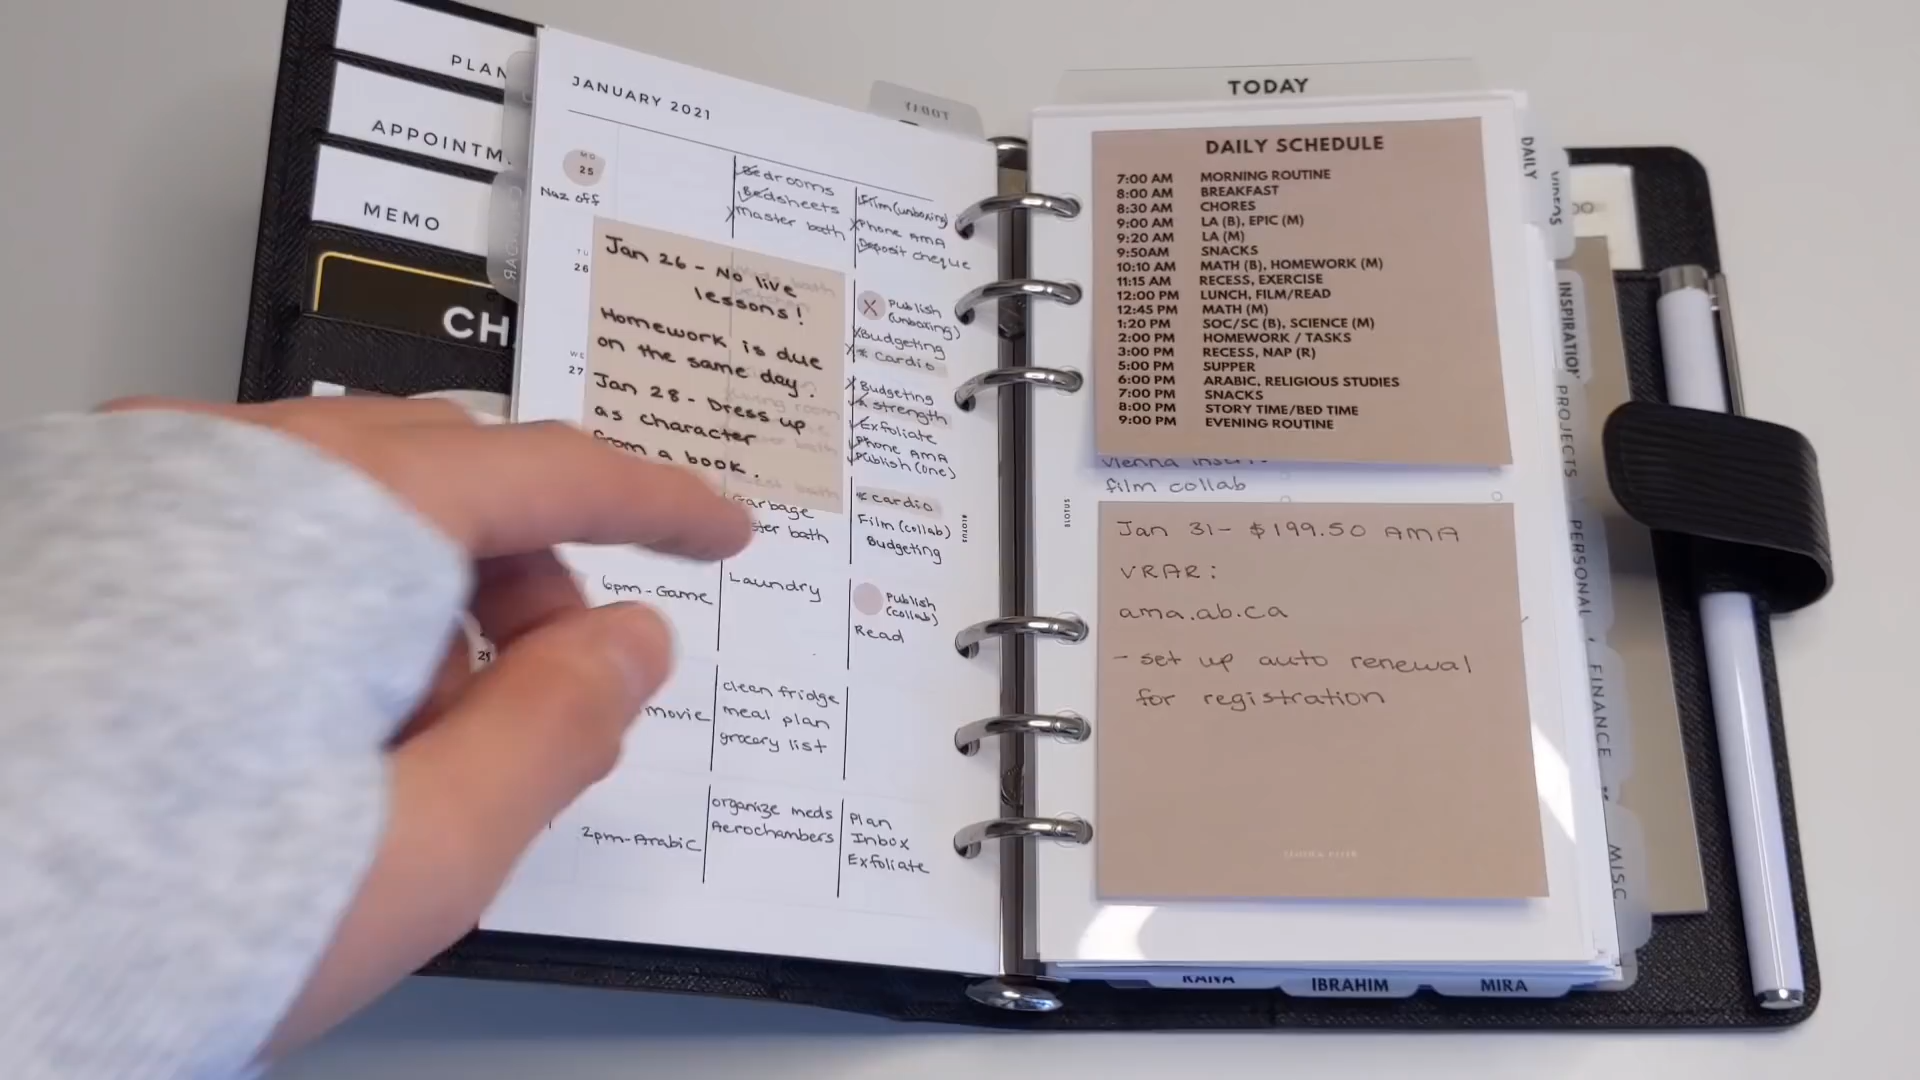 PLAN
APPOINTM
MEMO
CH
JANUARY 2021
MO
25
Naz off
Bedrooms
Bedsheets
Master bath
Film (unboxing)
Phone AMA
Deposit cheque
TU
26
Jan 26 - No live
lessons!
Homework is due
on the same day.
Jan 28 - Dress up
as character
from a book.
Publish
(unboxing)
Budgeting
* cardio
WE
27
Budgeting
* strength
Exfoliate
Phone AMA
Publish (one)
Garbage
ster bath
* cardio
Film (collab)
Budgeting
6pm - Game
Laundry
Publish
(collab)
Read
29
movie
clean fridge
meal plan
grocery list
2pm - Arabic
organize meds
Aerochambers
Plan
Inbox
Exfoliate
TODAY
DAILY SCHEDULE
7:00 AM MORNING ROUTINE
8:00 AM BREAKFAST
8:30 AM CHORES
9:00 AM LA (B), EPIC (M)
9:20 AM LA (M)
9:50AM SNACKS
10:10 AM MATH (B), HOMEWORK (M)
11:15 AM RECESS, EXERCISE
12:00 PM LUNCH, FILM/READ
12:45 PM MATH (M)
1:20 PM SOC/SC (B), SCIENCE (M)
2:00 PM HOMEWORK / TASKS
3:00 PM RECESS, NAP (R)
5:00 PM SUPPER
6:00 PM ARABIC, RELIGIOUS STUDIES
7:00 PM SNACKS
8:00 PM STORY TIME/BED TIME
9:00 PM EVENING ROUTINE
film collab
Jan 31 - $199.50 AMA
VRAR:
ama.ab.ca
- set up auto renewal
for registration
DAILY
VIDEOS
INSPIRATION
PROJECTS
PERSONAL
FINANCE
MISC
RANA
IBRAHIM
MIRA